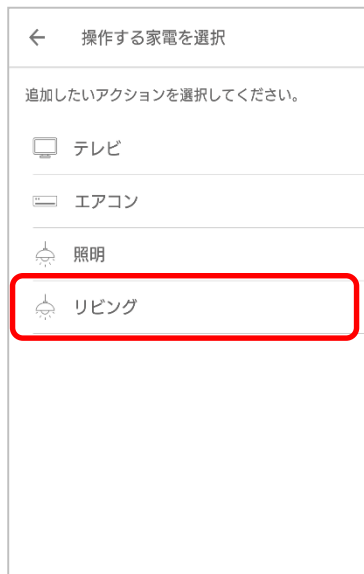 操作する家電を選択
追加したいアクションを選択してください。
テレビ
エアコン
照明
リビング